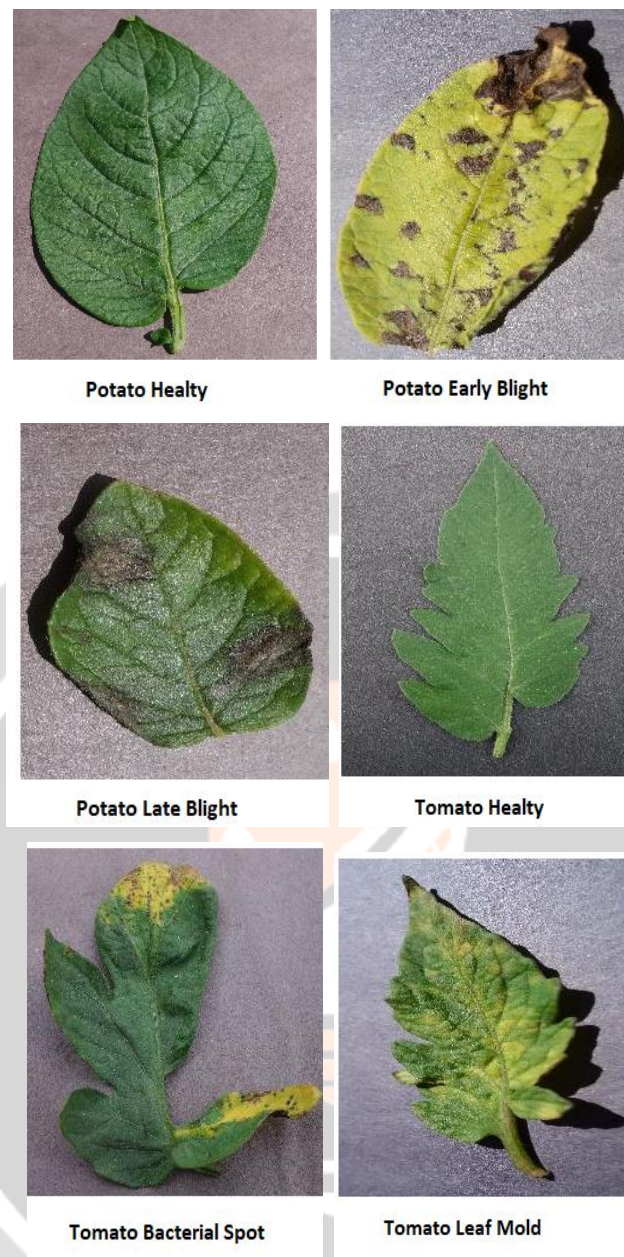 Potato Healty
Potato Early Blight
Potato Late Blight
Tomato Healty
Tomato Bacterial Spot
Tomato Leaf Mold